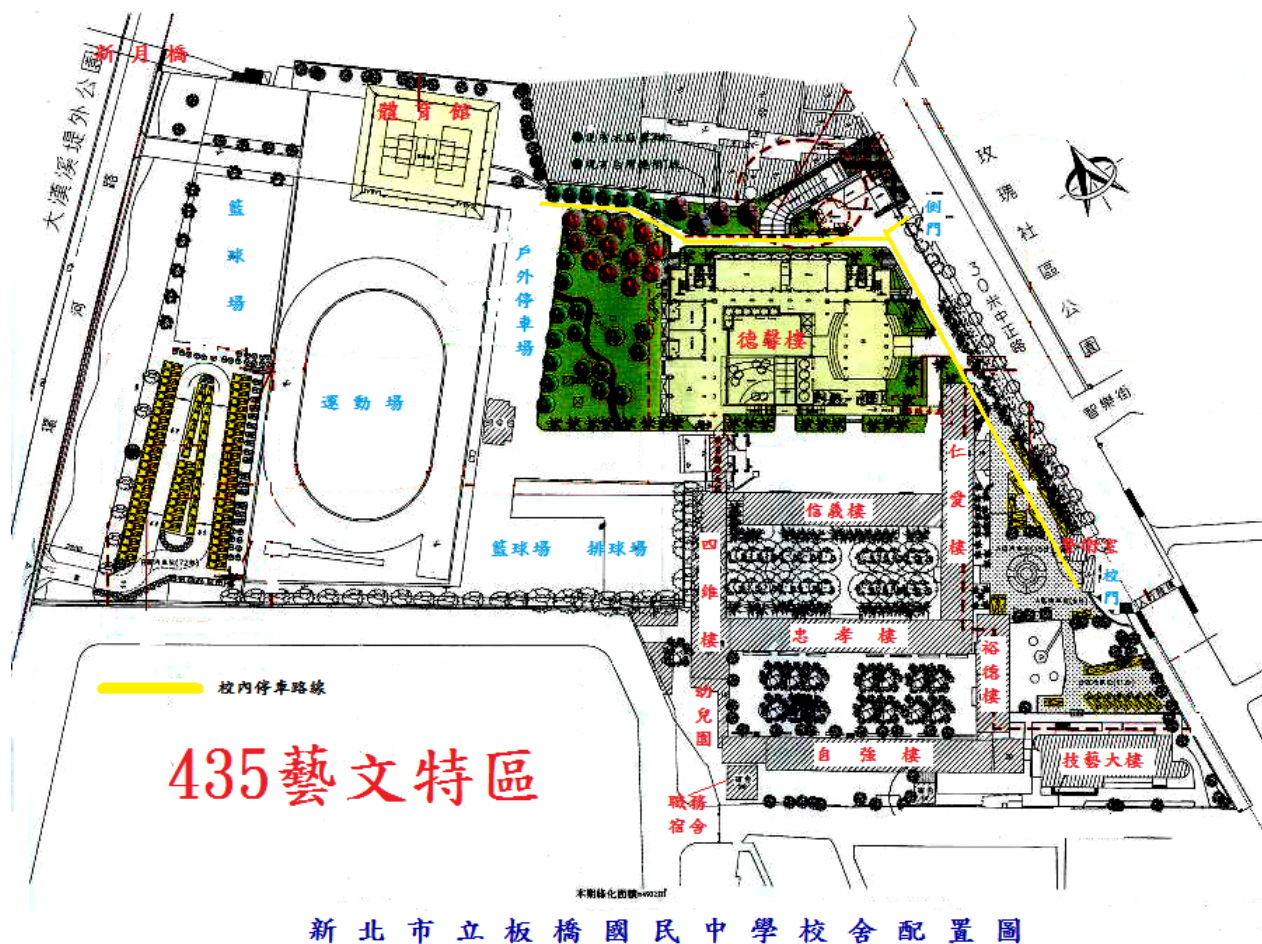 新月橋
大漢溪堤外公園
環河路
體育館
籃球場
戶外停車場
運動場
側門
玫瑰社區公園
30米中正路
智樂街
德馨樓
仁愛樓
信義樓
籃球場 排球場
四維樓
校門
忠孝樓
裕德樓
校內停車路線
幼兒園
435藝文特區
自強樓
技藝大樓
職務宿舍
新北市立板橋國民中學校舍配置圖